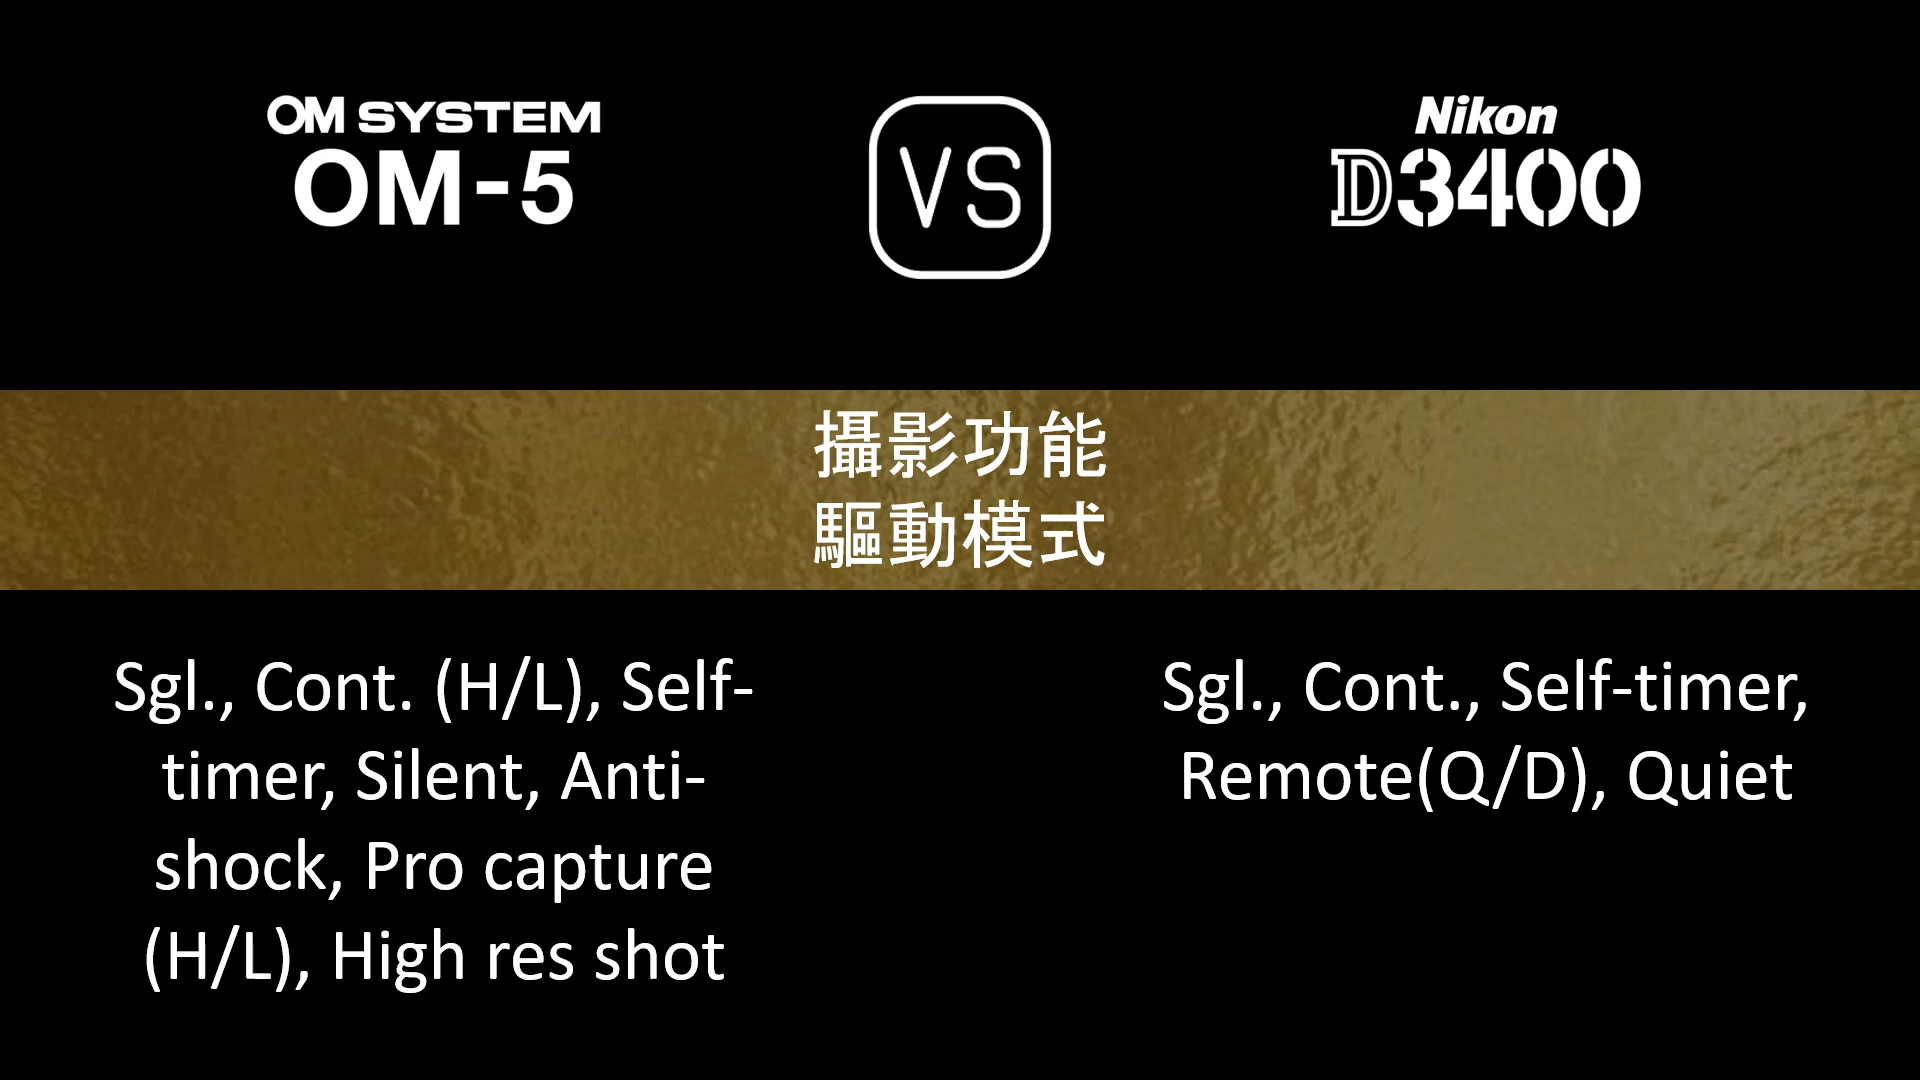 OM SYSTEM
OM-5
VS
Nikon
D3400
攝影功能
驅動模式
Sgl., Cont. (H/L), Self-
timer, Silent, Anti-
shock, Pro capture
(H/L), High res shot
Sgl., Cont., Self-timer,
Remote(Q/D), Quiet